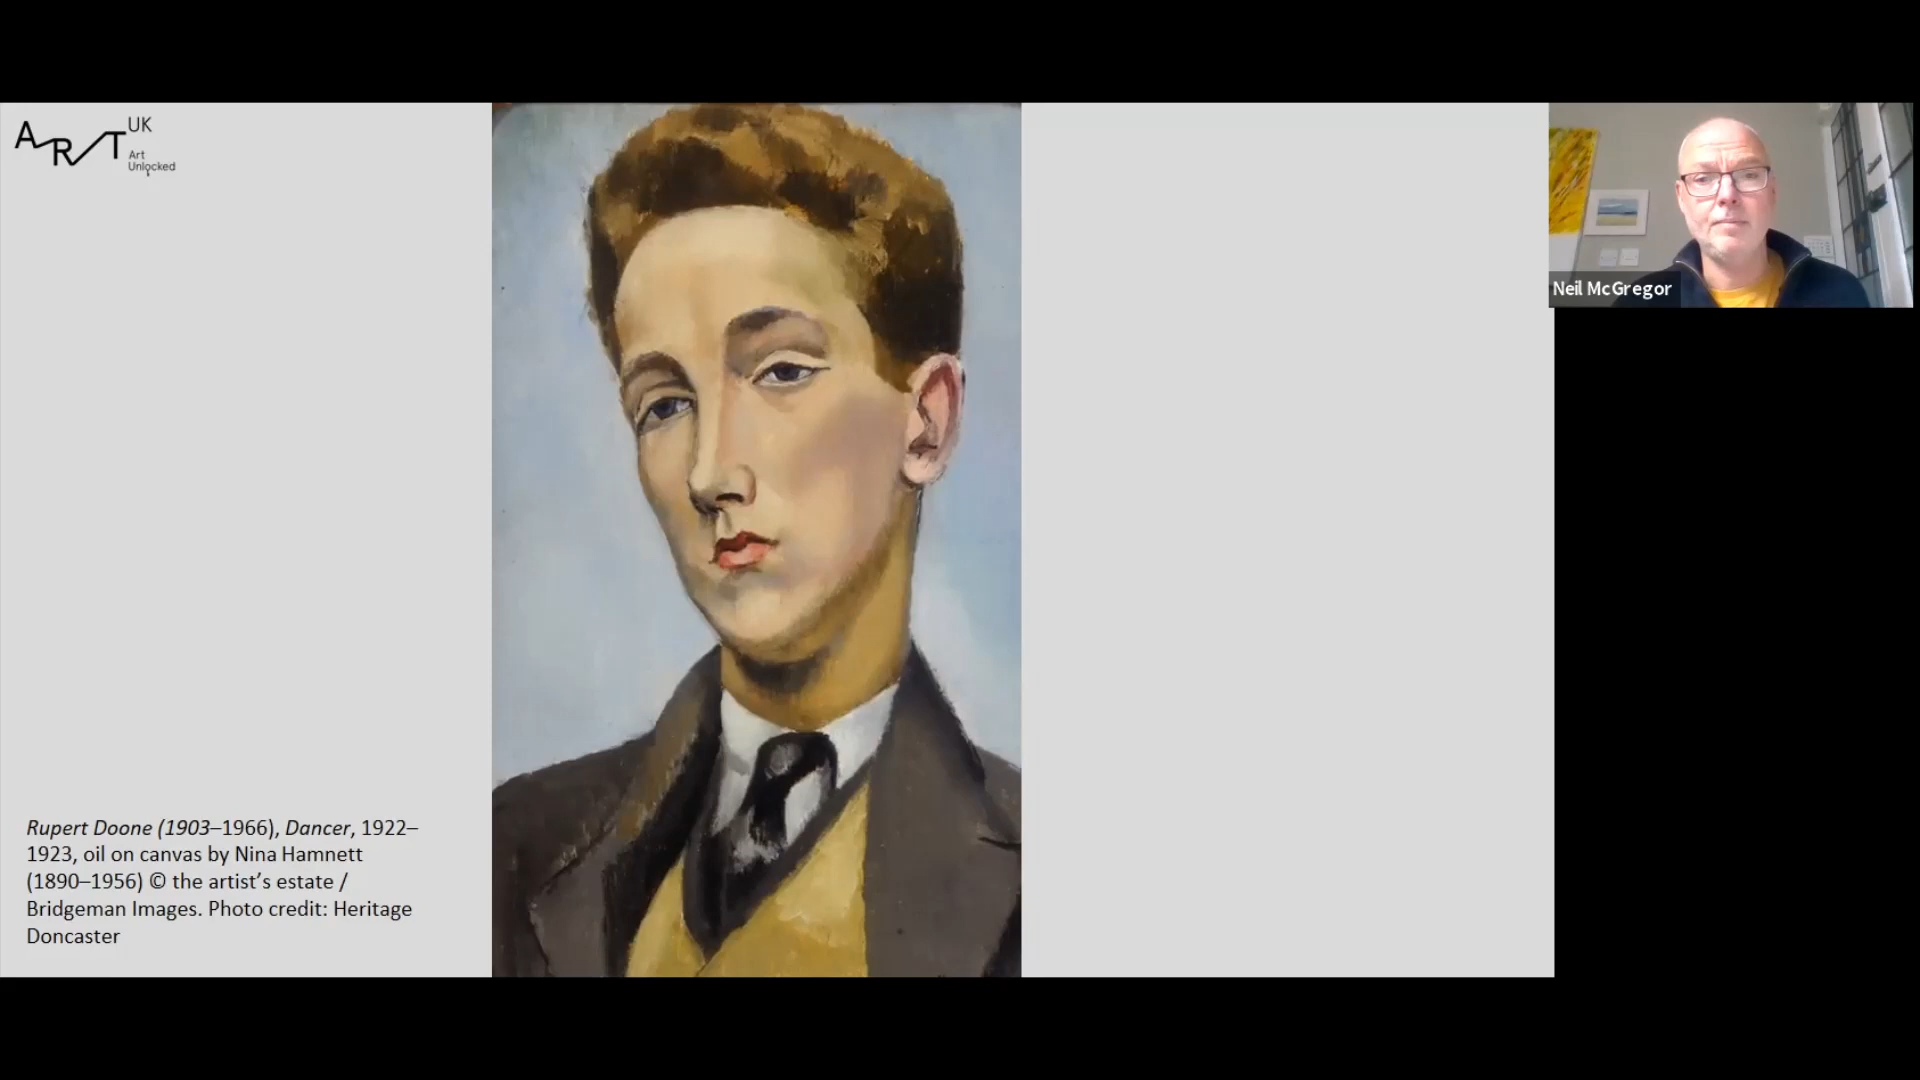 ART UK
Art
Unlocked
Neil McGregor
Rupert Doone (1903–1966), Dancer, 1922–
1923, oil on canvas by Nina Hamnett
(1890–1956) © the artist’s estate /
Bridgeman Images. Photo credit: Heritage
Doncaster